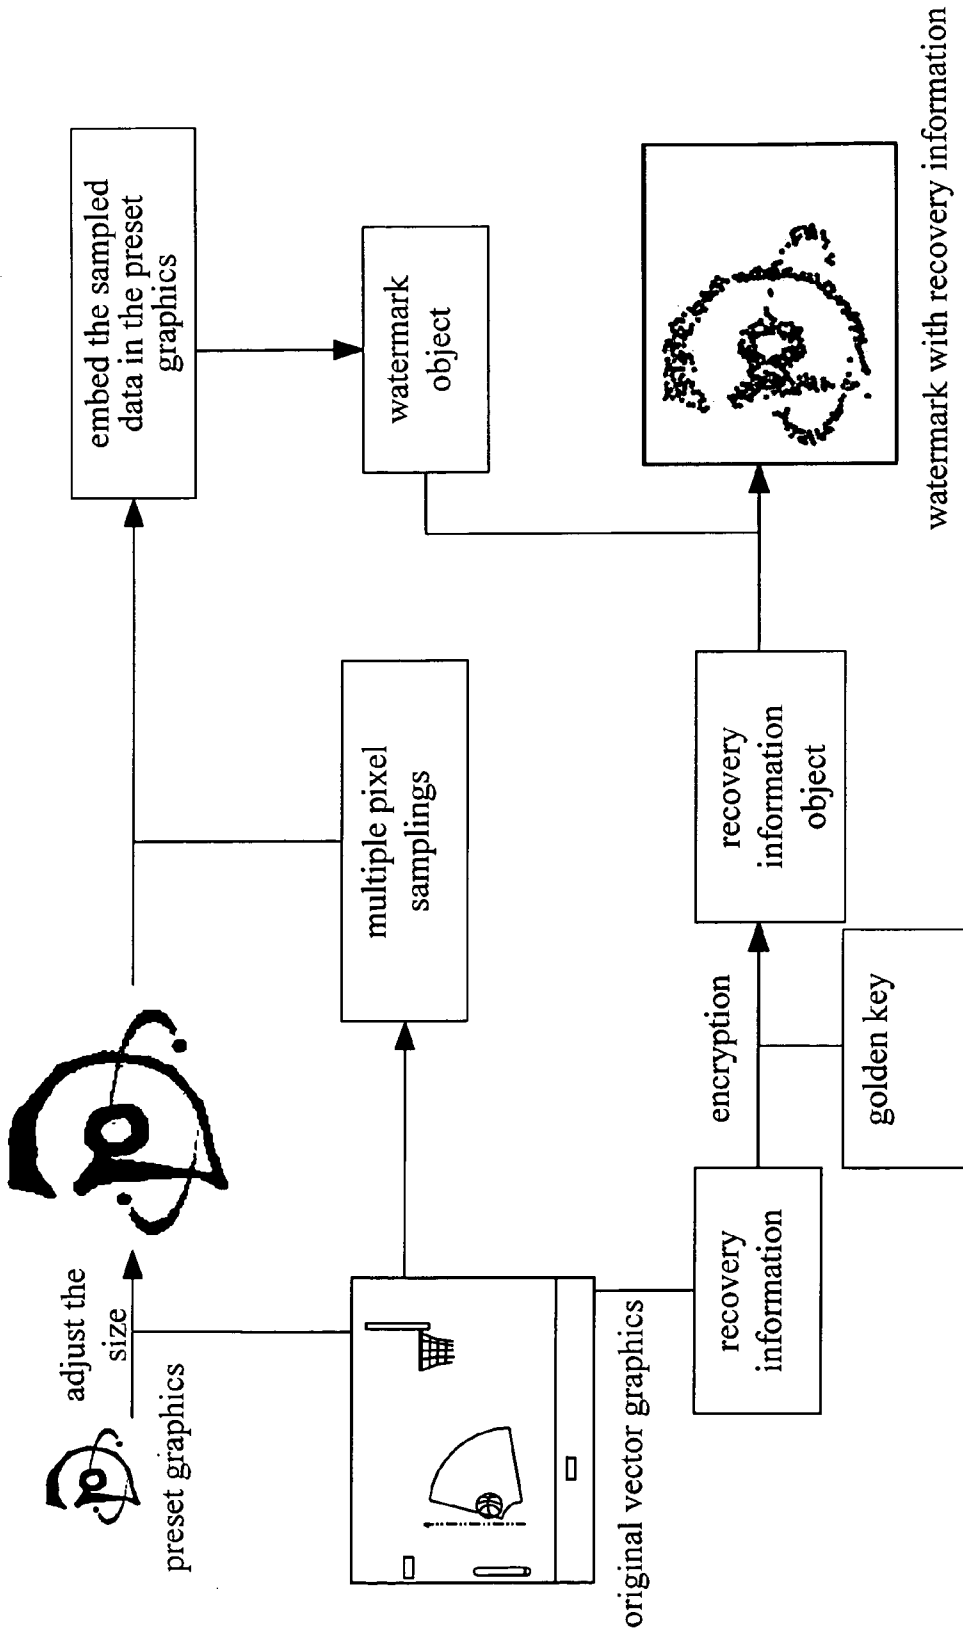 adjust the
size
preset graphics
embed the sampled
data in the preset
graphics
multiple pixel
samplings
watermark
object
original vector graphics
recovery
information
encryption
golden key
recovery
information
object
watermark with recovery information